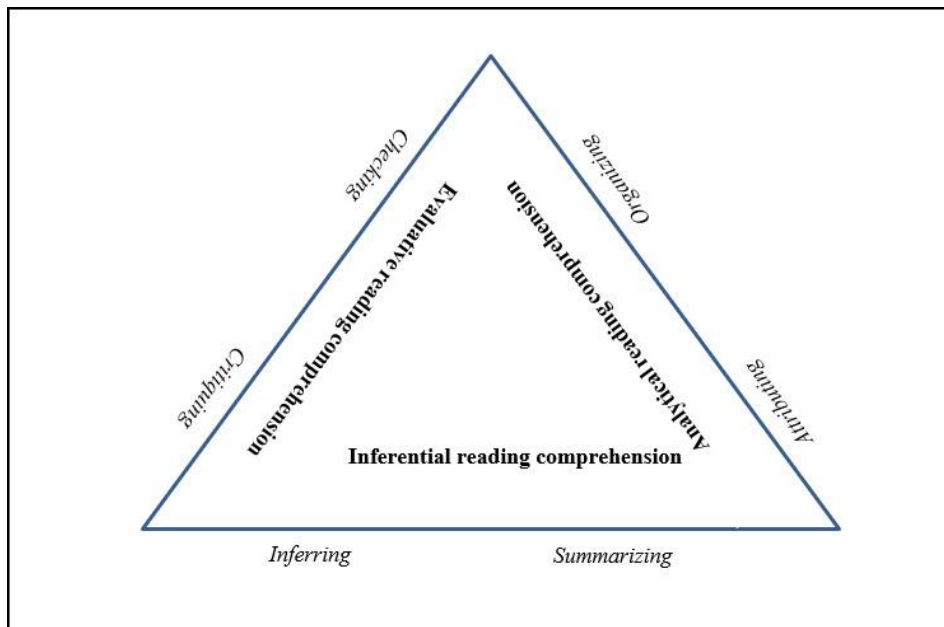 Checking
Organizing
Evaluative reading comprehension
Analytical reading comprehension
Critiquing
Attributing
Inferential reading comprehension
Inferring
Summarizing